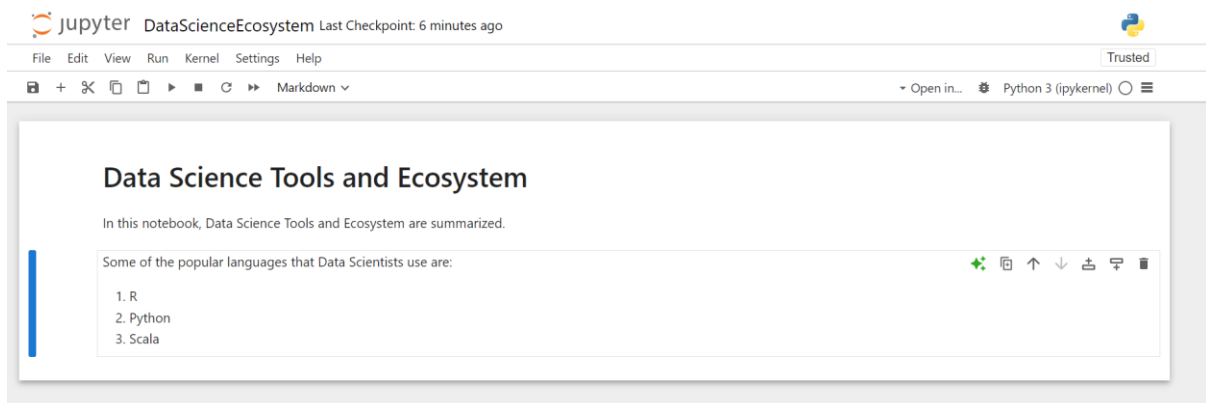 jupyter DataScienceEcosystem Last Checkpoint: 6 minutes ago
File Edit View Run Kernel Settings Help Trusted
Markdown Open in... Python 3 (ipykernel)
Data Science Tools and Ecosystem
In this notebook, Data Science Tools and Ecosystem are summarized.
Some of the popular languages that Data Scientists use are:
1. R
2. Python
3. Scala